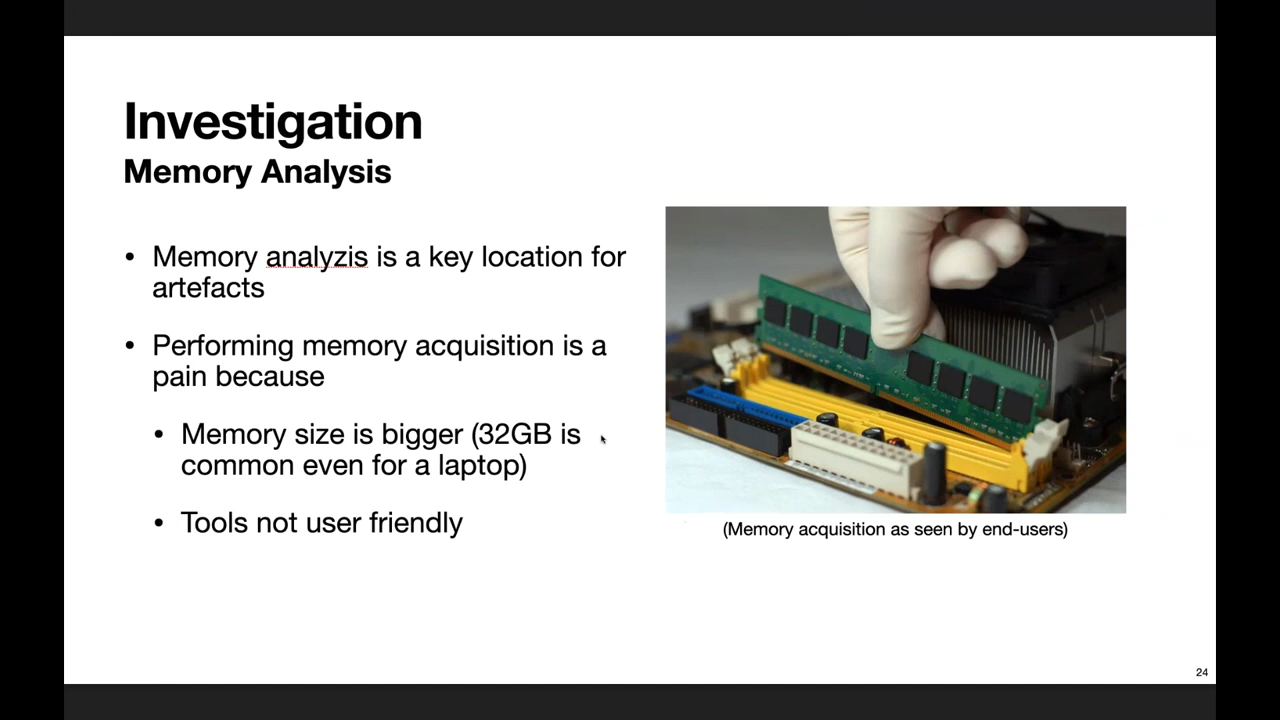 Investigation
Memory Analysis
• Memory analyzis is a key location for
artefacts
• Performing memory acquisition is a
pain because
• Memory size is bigger (32GB is
common even for a laptop)
• Tools not user friendly
(Memory acquisition as seen by end-users)
24